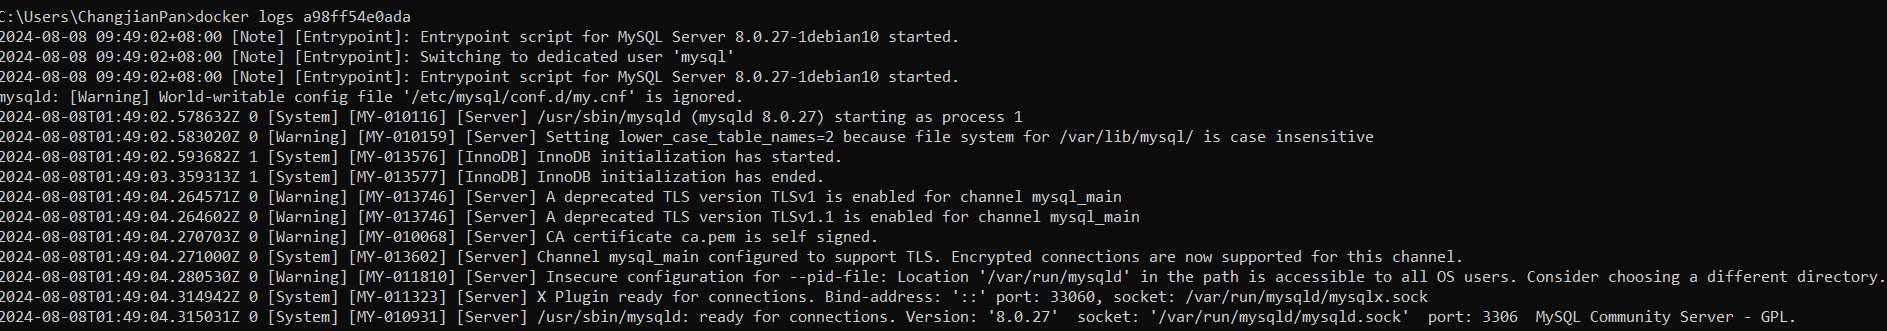 C:\Users\ChangjianPan>docker logs a98ff54e0ada
2024-08-08 09:49:02+08:00 [Note] [Entrypoint]: Entrypoint script for MySQL Server 8.0.27-1debian10 started.
2024-08-08 09:49:02+08:00 [Note] [Entrypoint]: Switching to dedicated user 'mysql'
2024-08-08 09:49:02+08:00 [Note] [Entrypoint]: Entrypoint script for MySQL Server 8.0.27-1debian10 started.
mysqld: [Warning] World-writable config file '/etc/mysql/conf.d/my.cnf' is ignored.
2024-08-08T01:49:02.578632Z 0 [System] [MY-010116] [Server] /usr/sbin/mysqld (mysqld 8.0.27) starting as process 1
2024-08-08T01:49:02.583020Z 0 [Warning] [MY-010159] [Server] Setting lower_case_table_names=2 because file system for /var/lib/mysql/ is case insensitive
2024-08-08T01:49:02.593682Z 1 [System] [MY-013576] [InnoDB] InnoDB initialization has started.
2024-08-08T01:49:03.359313Z 1 [System] [MY-013577] [InnoDB] InnoDB initialization has ended.
2024-08-08T01:49:04.264571Z 0 [Warning] [MY-013746] [Server] A deprecated TLS version TLSv1 is enabled for channel mysql_main
2024-08-08T01:49:04.264602Z 0 [Warning] [MY-013746] [Server] A deprecated TLS version TLSv1.1 is enabled for channel mysql_main
2024-08-08T01:49:04.270703Z 0 [Warning] [MY-010068] [Server] CA certificate ca.pem is self signed.
2024-08-08T01:49:04.271000Z 0 [System] [MY-013602] [Server] Channel mysql_main configured to support TLS. Encrypted connections are now supported for this channel.
2024-08-08T01:49:04.280530Z 0 [Warning] [MY-011810] [Server] Insecure configuration for --pid-file: Location '/var/run/mysqld' in the path is accessible to all OS users. Consider choosing a different directory.
2024-08-08T01:49:04.314942Z 0 [System] [MY-011323] [Server] X Plugin ready for connections. Bind-address: '::' port: 33060, socket: /var/run/mysqld/mysqlx.sock
2024-08-08T01:49:04.315031Z 0 [System] [MY-010931] [Server] /usr/sbin/mysqld: ready for connections. Version: '8.0.27'  socket: '/var/run/mysqld/mysqld.sock'  port: 3306  MySQL Community Server - GPL.